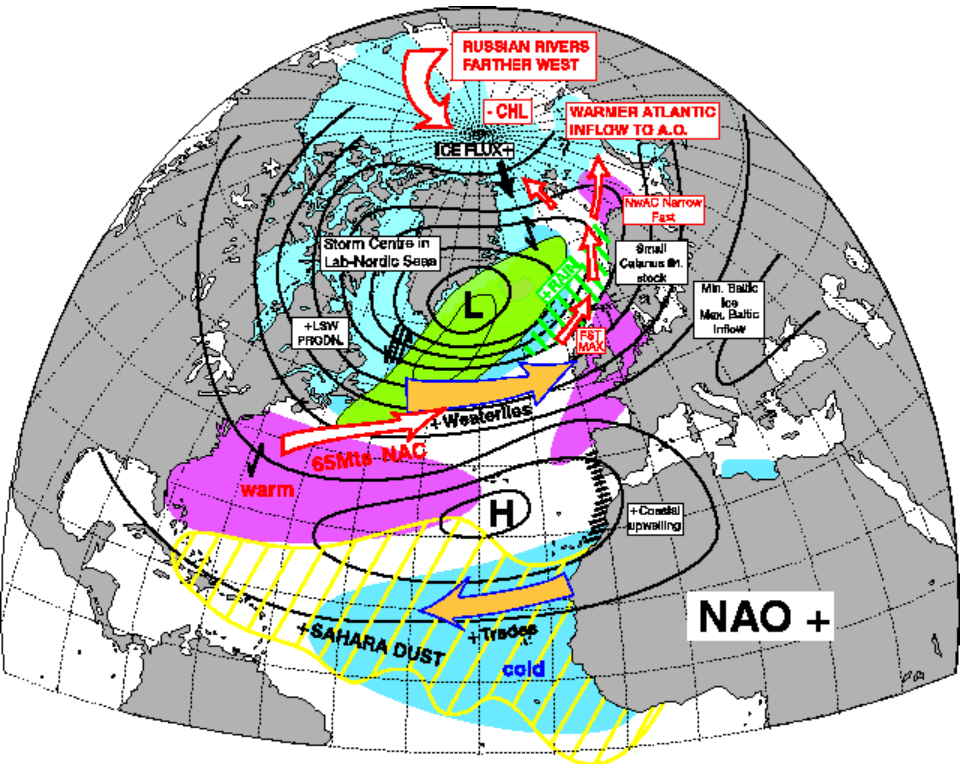 RUSSIAN RIVERS
FARTHER WEST
- CHL
WARMER ATLANTIC
INFLOW TO A.O.
ICE FLUX+
NwAC Narrow
Fast
Storm Centre in
Lab-Nordic Seas
Small
Calanus fin.
stock
+RAIN
Min. Baltic
Ice
Max. Baltic
Inflow
L
+LSW
PRODN.
FST
MAX
+Westerlies
65Mts NAC
warm
H
+Coastal
upwelling
NAO +
+SAHARA DUST
+Trades
cold